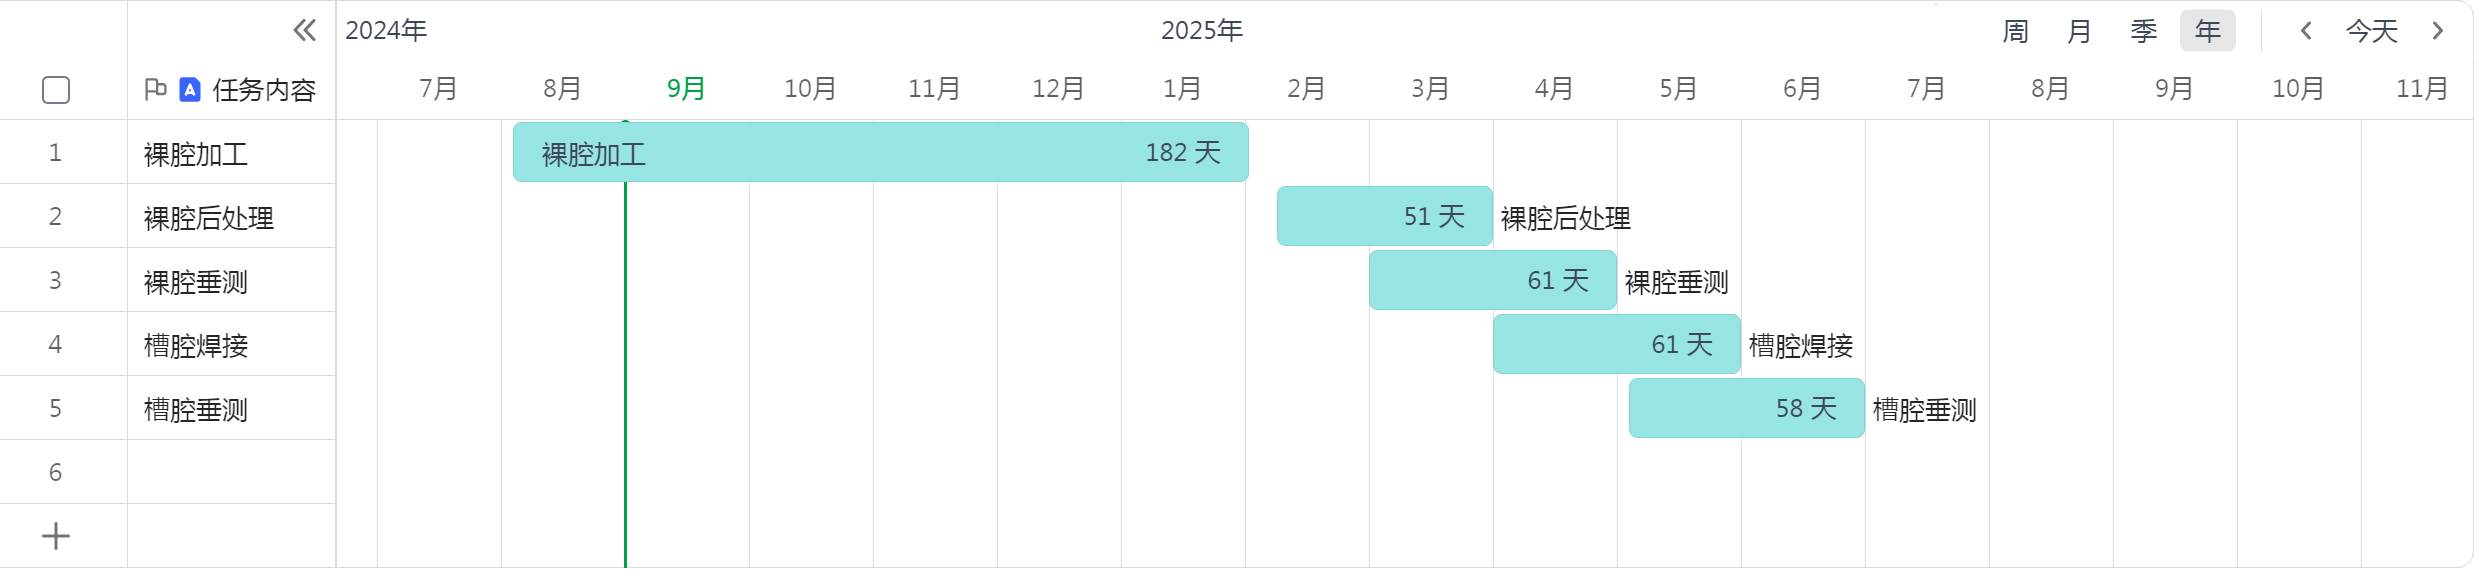 2024年 2025年 周 月 季 年 今天
任务内容 7月 8月 9月 10月 11月 12月 1月 2月 3月 4月 5月 6月 7月 8月 9月 10月 11月
1 裸腔加工 裸腔加工 182 天
2 裸腔后处理 51 天 裸腔后处理
3 裸腔垂测 61 天 裸腔垂测
4 槽腔焊接 61 天 槽腔焊接
5 槽腔垂测 58 天 槽腔垂测
6